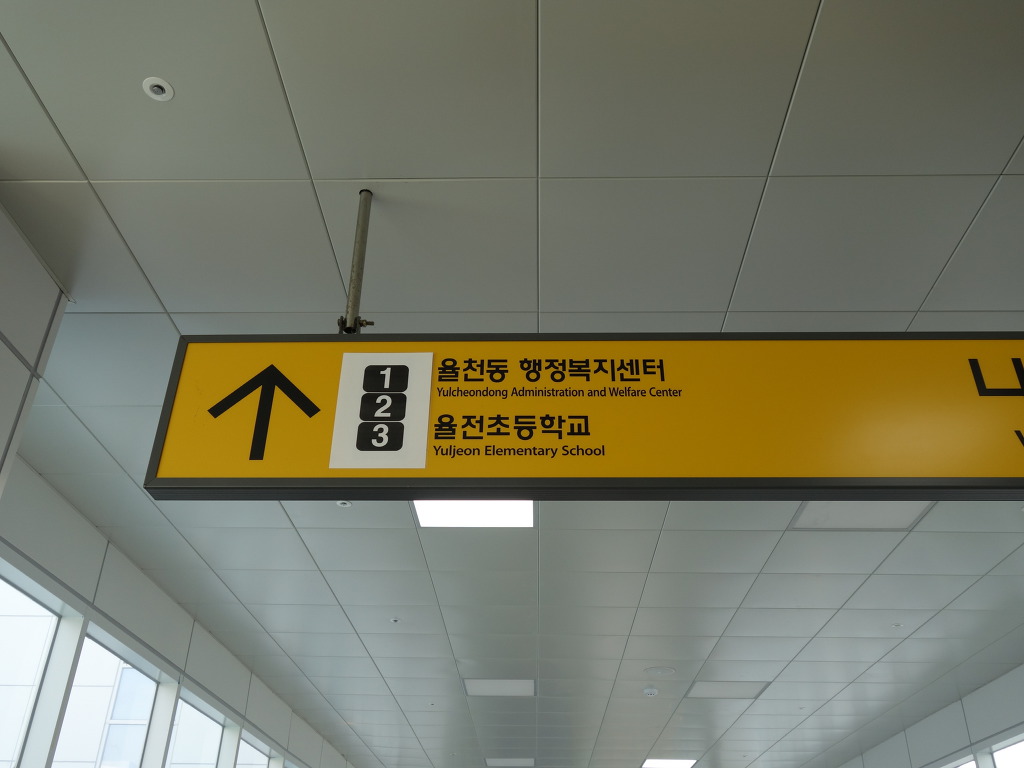 1
2
3
율천동 행정복지센터
Yulcheondong Administration and Welfare Center
율전초등학교
Yuljeon Elementary School